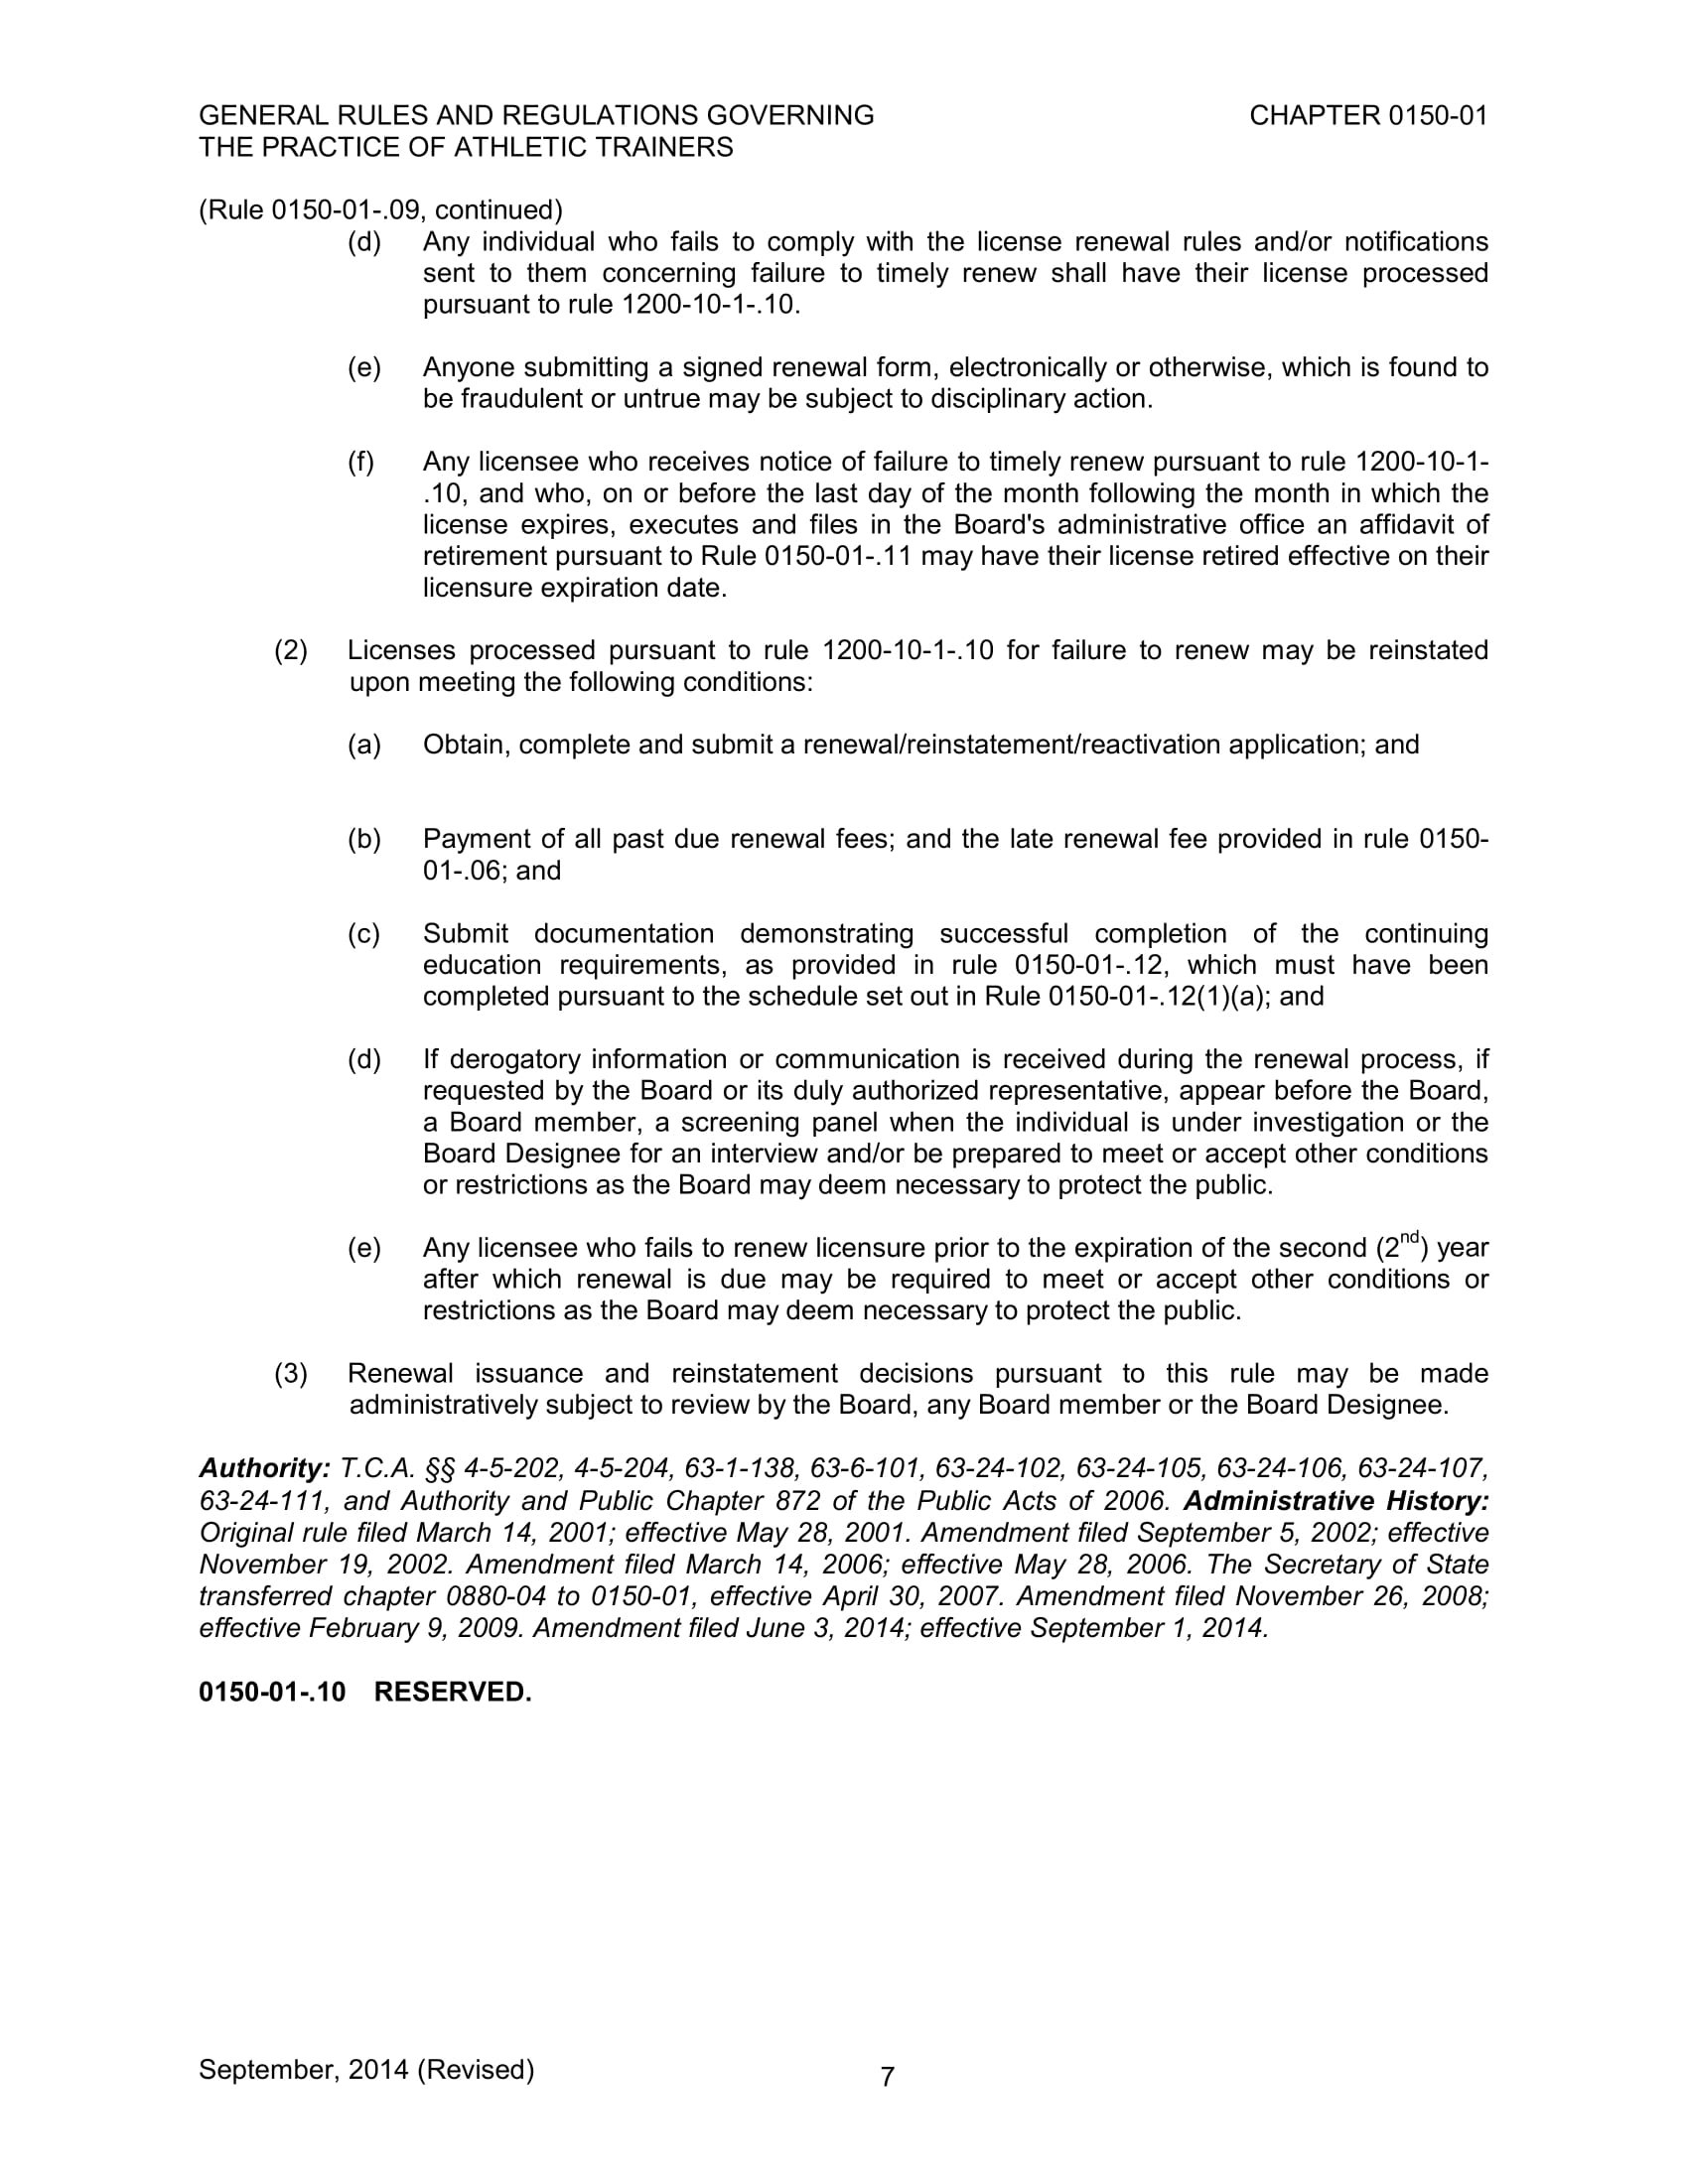 GENERAL RULES AND REGULATIONS GOVERNING CHAPTER 0150-01
THE PRACTICE OF ATHLETIC TRAINERS
(Rule 0150-01-.09, continued)
(d) Any individual who fails to comply with the license renewal rules and/or notifications
sent to them concerning failure to timely renew shall have their license processed
pursuant to rule 1200-10-1-.10.
(e) Anyone submitting a signed renewal form, electronically or otherwise, which is found to
be fraudulent or untrue may be subject to disciplinary action.
(f) Any licensee who receives notice of failure to timely renew pursuant to rule 1200-10-1-
.10, and who, on or before the last day of the month following the month in which the
license expires, executes and files in the Board's administrative office an affidavit of
retirement pursuant to Rule 0150-01-.11 may have their license retired effective on their
licensure expiration date.
(2) Licenses processed pursuant to rule 1200-10-1-.10 for failure to renew may be reinstated
upon meeting the following conditions:
(a) Obtain, complete and submit a renewal/reinstatement/reactivation application; and
(b) Payment of all past due renewal fees; and the late renewal fee provided in rule 0150-
01-.06; and
(c) Submit documentation demonstrating successful completion of the continuing
education requirements, as provided in rule 0150-01-.12, which must have been
completed pursuant to the schedule set out in Rule 0150-01-.12(1)(a); and
(d) If derogatory information or communication is received during the renewal process, if
requested by the Board or its duly authorized representative, appear before the Board,
a Board member, a screening panel when the individual is under investigation or the
Board Designee for an interview and/or be prepared to meet or accept other conditions
or restrictions as the Board may deem necessary to protect the public.
(e) Any licensee who fails to renew licensure prior to the expiration of the second (2nd) year
after which renewal is due may be required to meet or accept other conditions or
restrictions as the Board may deem necessary to protect the public.
(3) Renewal issuance and reinstatement decisions pursuant to this rule may be made
administratively subject to review by the Board, any Board member or the Board Designee.
Authority: T.C.A. §§ 4-5-202, 4-5-204, 63-1-138, 63-6-101, 63-24-102, 63-24-105, 63-24-106, 63-24-107,
63-24-111, and Authority and Public Chapter 872 of the Public Acts of 2006. Administrative History:
Original rule filed March 14, 2001; effective May 28, 2001. Amendment filed September 5, 2002; effective
November 19, 2002. Amendment filed March 14, 2006; effective May 28, 2006. The Secretary of State
transferred chapter 0880-04 to 0150-01, effective April 30, 2007. Amendment filed November 26, 2008;
effective February 9, 2009. Amendment filed June 3, 2014; effective September 1, 2014.
0150-01-.10 RESERVED.
September, 2014 (Revised) 7